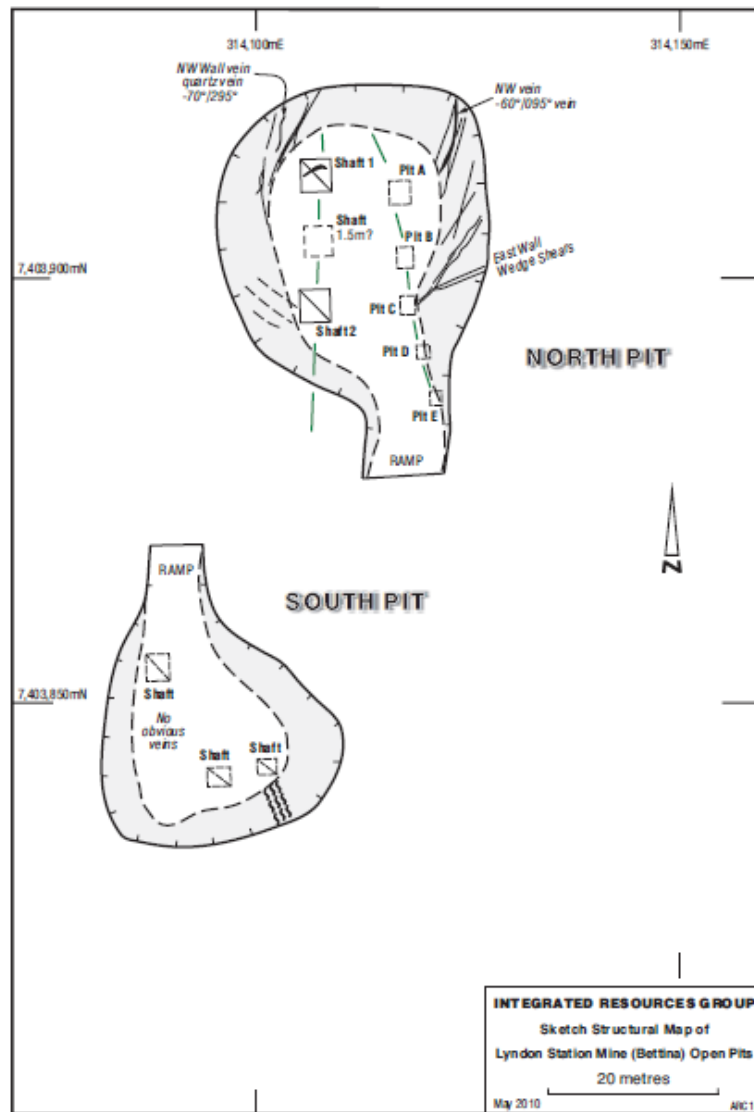 314,100mE
314,150mE
NW Wall vein
quartz vein
-70°/295°
NW vein
-60°/095° vein
Shaft 1
Pit A
Shaft
1.5m?
Pit B
East Wall
Wedge Shears
7,403,900mN
Pit C
Shaft 2
Pit D
NORTH PIT
Pit E
RAMP
N
RAMP
SOUTH PIT
7,403,850mN
Shaft
No
obvious
veins
Shaft
Shaft
INTEGRATED RESOURCES GROUP
Sketch Structural Map of
Lyndon Station Mine (Bettina) Open Pits
20 metres
May 2010